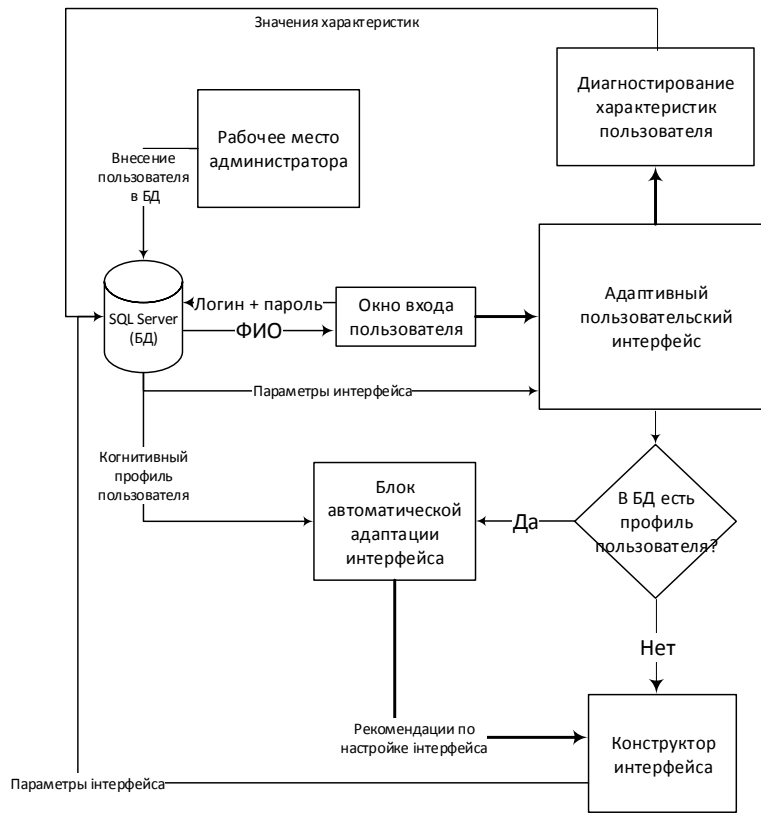 Значения характеристик
Диагностирование
характеристик
пользователя
Рабочее место
администратора
Внесение
пользователя
в БД
SQL Server
(БД)
Логин + пароль
ФИО
Окно входа
пользователя
Адаптивный
пользовательский
интерфейс
Параметры интерфейса
Когнитивный
профиль
пользователя
Блок
автоматической
адаптации
интерфейса
Да
В БД есть
профиль
пользователя?
Нет
Рекомендации по
настройке інтерфейса
Конструктор
интерфейса
Параметры інтерфейса